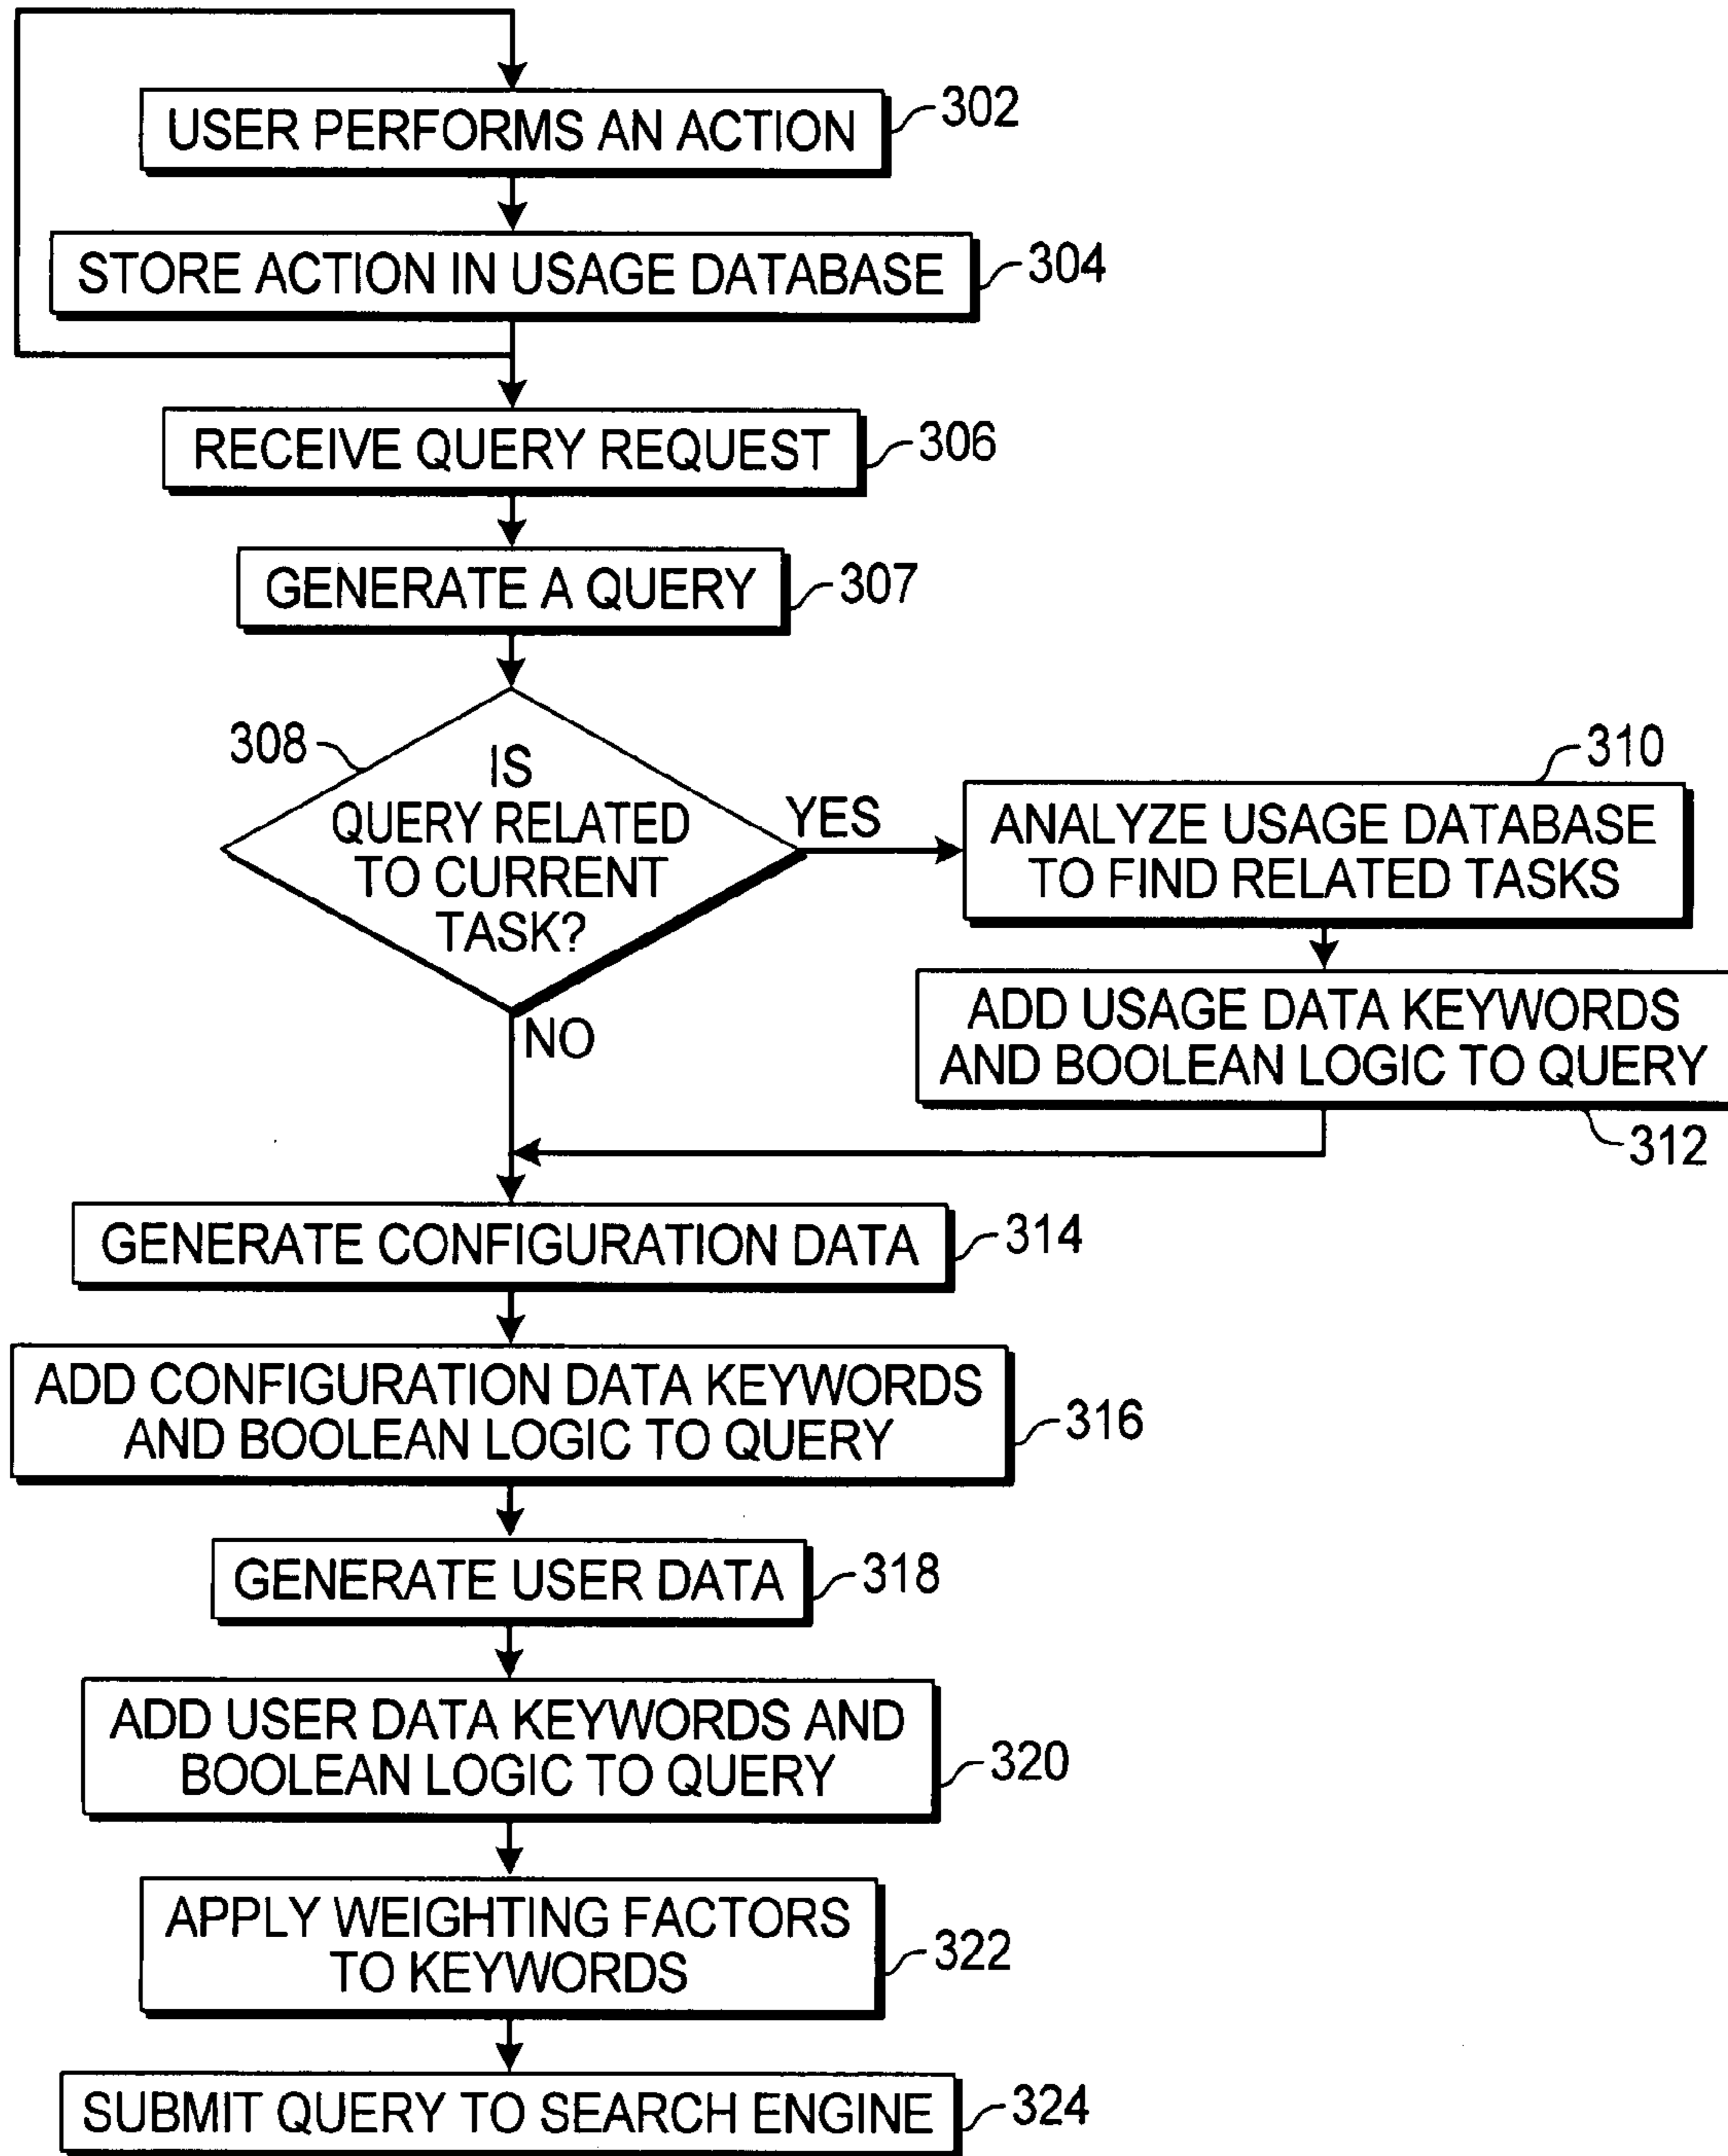 USER PERFORMS AN ACTION
302
STORE ACTION IN USAGE DATABASE
304
RECEIVE QUERY REQUEST
306
GENERATE A QUERY
307
308
IS
QUERY RELATED
TO CURRENT
TASK?
YES
NO
310
ANALYZE USAGE DATABASE
TO FIND RELATED TASKS
ADD USAGE DATA KEYWORDS
AND BOOLEAN LOGIC TO QUERY
312
GENERATE CONFIGURATION DATA
314
ADD CONFIGURATION DATA KEYWORDS
AND BOOLEAN LOGIC TO QUERY
316
GENERATE USER DATA
318
ADD USER DATA KEYWORDS AND
BOOLEAN LOGIC TO QUERY
320
APPLY WEIGHTING FACTORS
TO KEYWORDS
322
SUBMIT QUERY TO SEARCH ENGINE
324